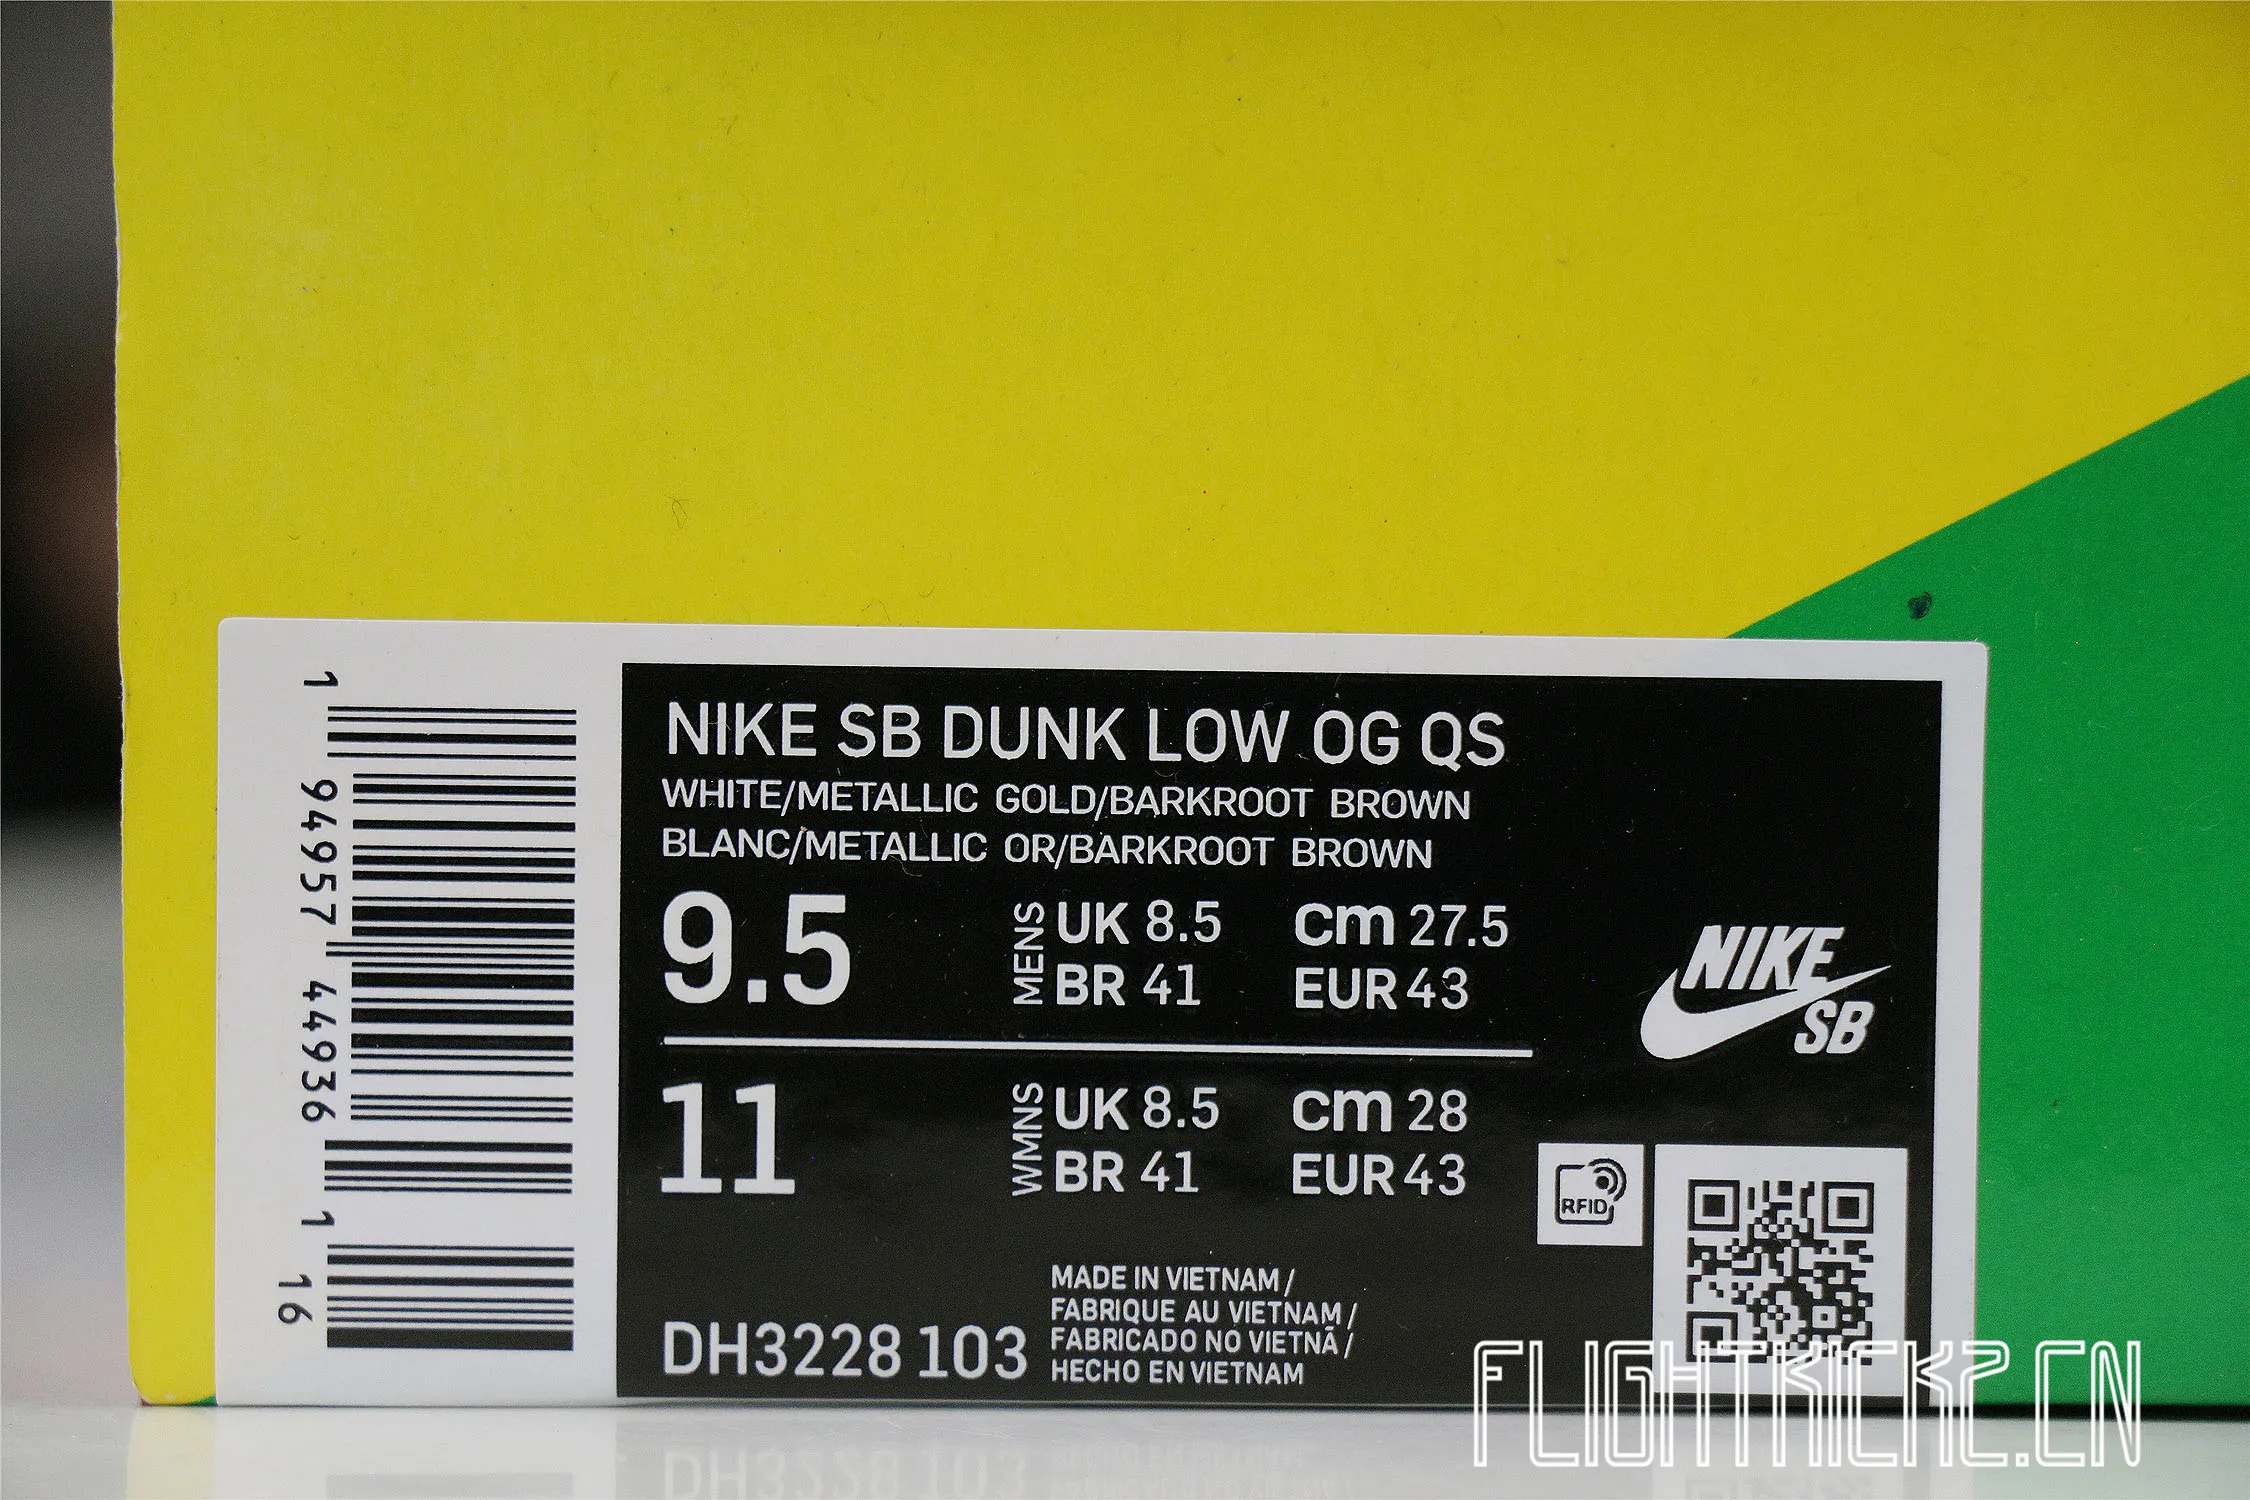 NIKE SB DUNK LOW OG QS
WHITE/METALLIC GOLD/BARKROOT BROWN
BLANC/METALLIC OR/BARKROOT BROWN
9.5
MENS
UK 8.5
cm 27.5
BR 41
EUR 43
11
WMNS
UK 8.5
cm 28
BR 41
EUR 43
NIKE
SB
RFID
DH3228 103
MADE IN VIETNAM /
FABRIQUE AU VIETNAM /
FABRICADO NO VIETNÃ /
HECHO EN VIETNAM
1 94957 44936 1
16
FLIGHTKICKZ.CN